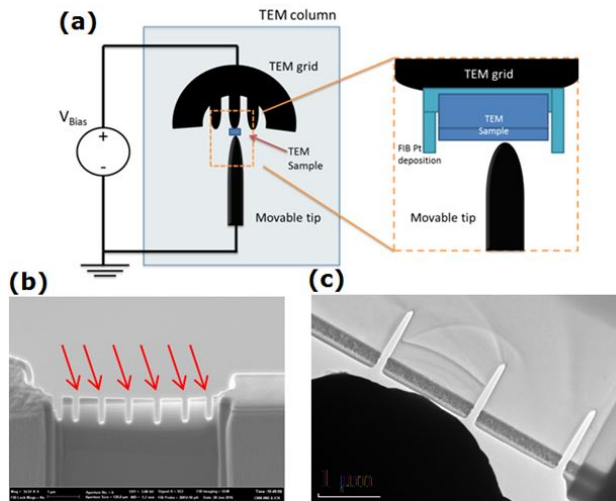 (a)
TEM column
TEM grid
V_Bias
+
-
TEM
Sample
Movable tip
TEM grid
TEM
Sample
FIB Pt
deposition
Movable tip
(b)
(c)
1 μm